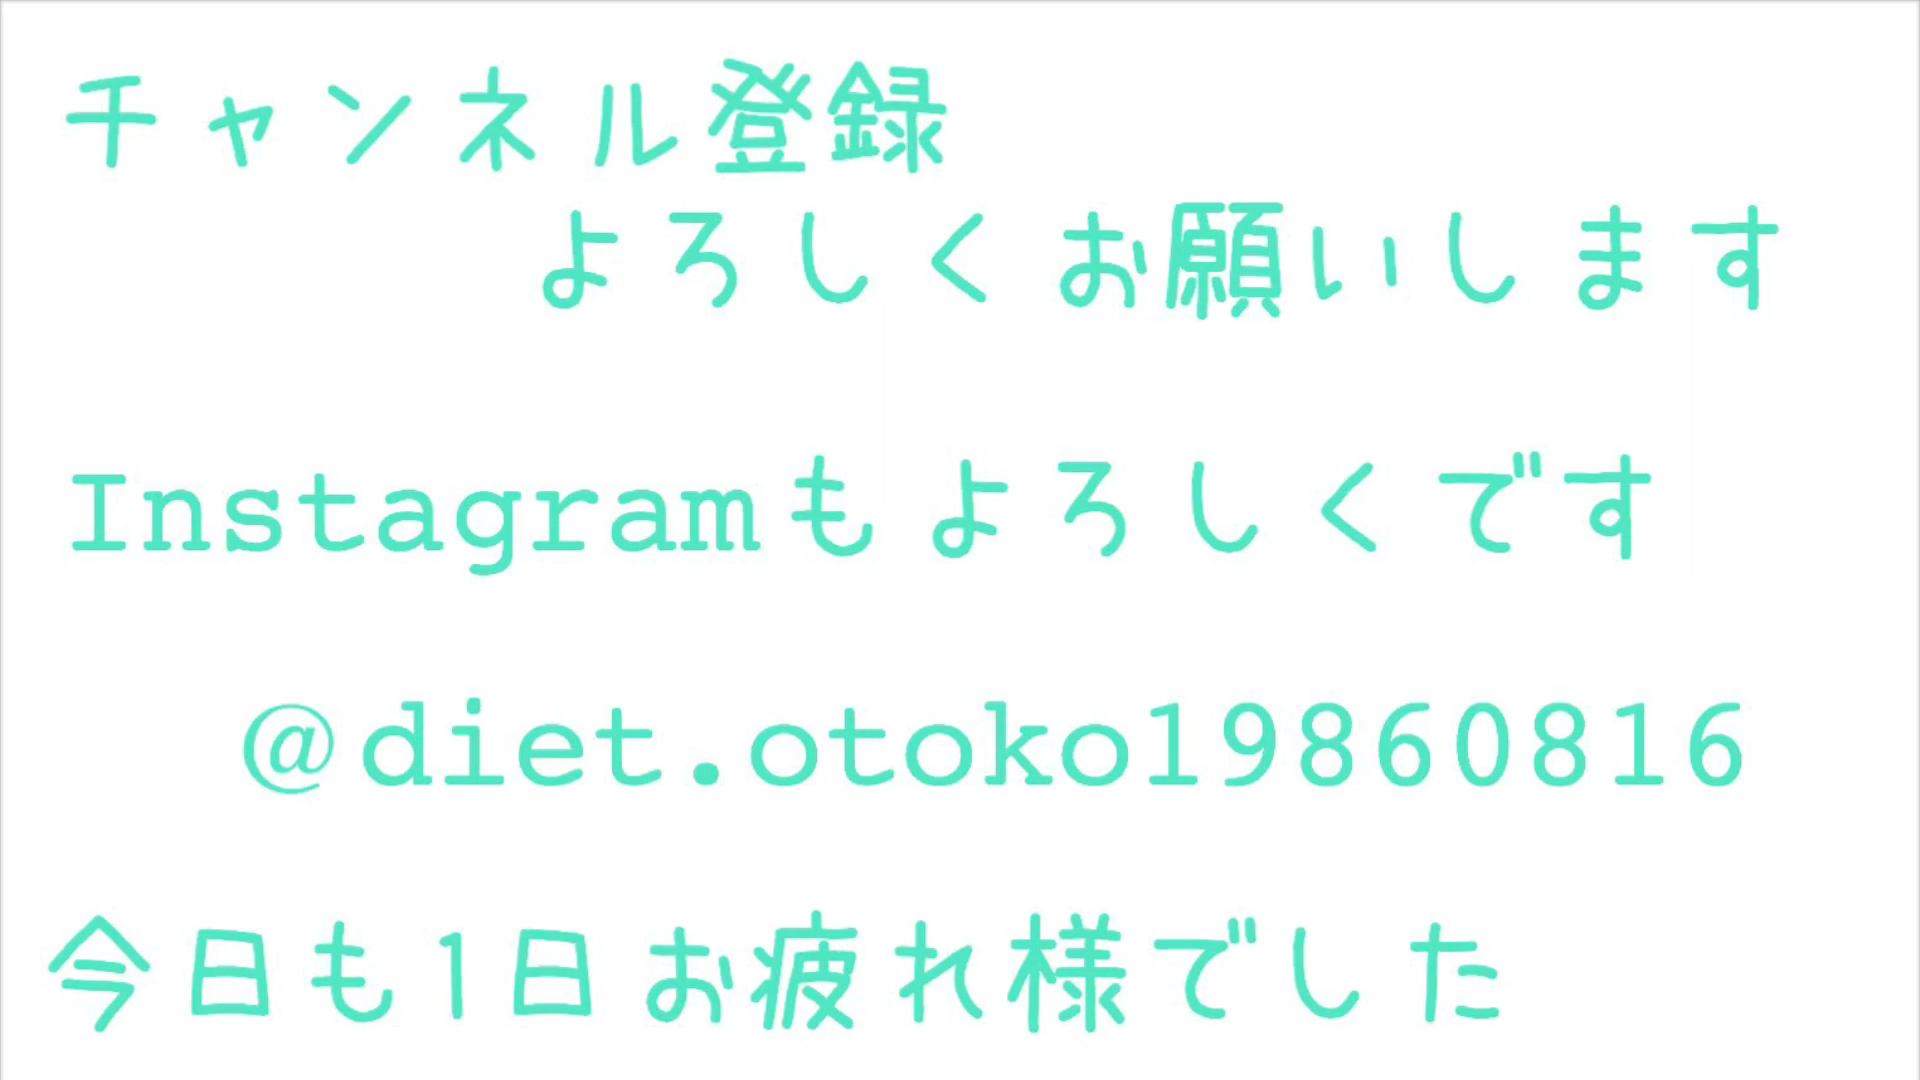 チャンネル登録
よろしくお願いします
Instagramもよろしくです
@diet.otoko19860816
今日も1日お疲れ様でした